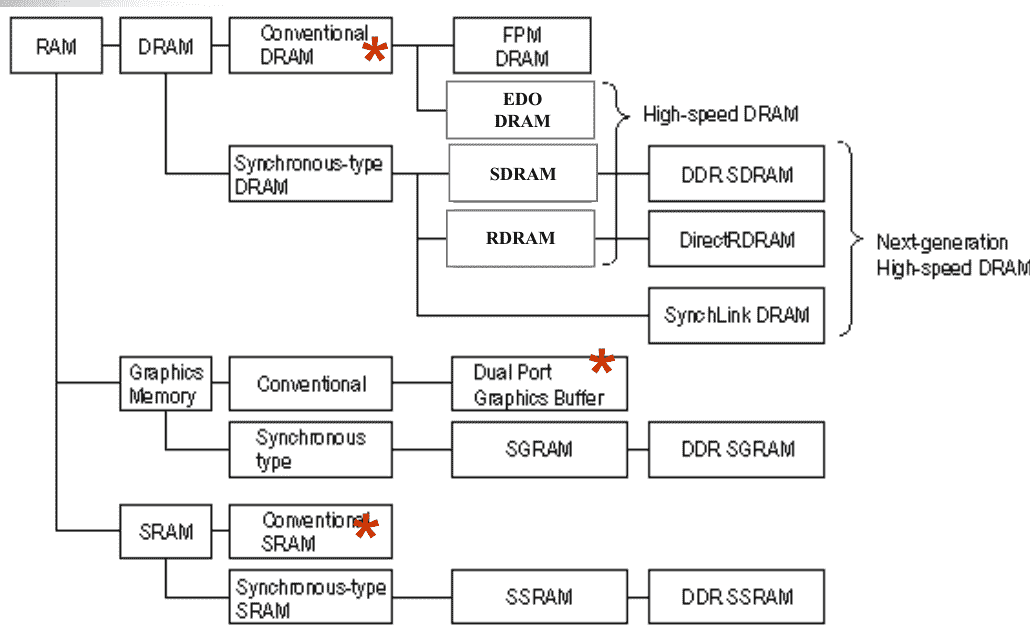 RAM
DRAM
Conventional
DRAM
*
FPM
DRAM
EDO
DRAM
High-speed DRAM
Synchronous-type
DRAM
SDRAM
DDR SDRAM
RDRAM
DirectRDRAM
Next-generation
High-speed DRAM
SynchLink DRAM
Graphics
Memory
Conventional
Dual Port
Graphics Buffer
*
Synchronous
type
SGRAM
DDR SGRAM
SRAM
Conventional
SRAM
*
Synchronous-type
SRAM
SSRAM
DDR SSRAM